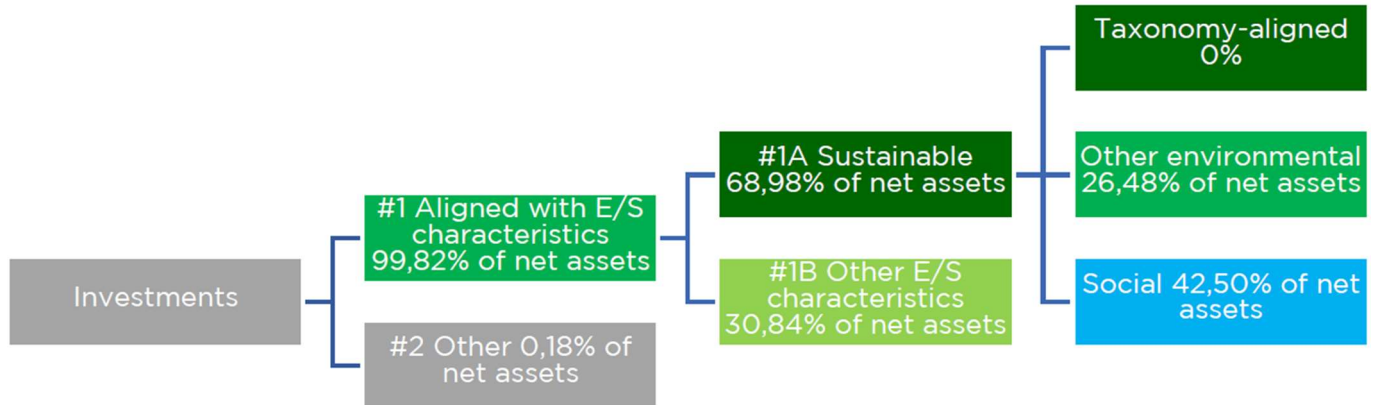 Investments
#1 Aligned with E/S
characteristics
99,82% of net assets
#2 Other 0,18% of
net assets
#1A Sustainable
68,98% of net assets
#1B Other E/S
characteristics
30,84% of net assets
Taxonomy-aligned
0%
Other environmental
26,48% of net assets
Social 42,50% of net
assets